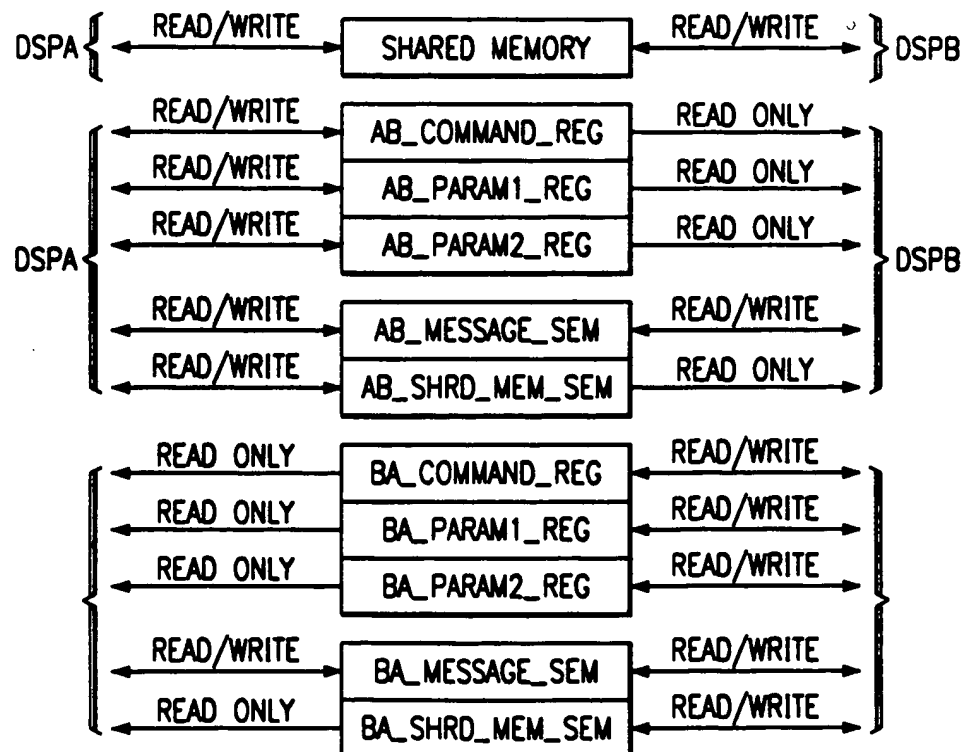 DSPA READ/WRITE SHARED MEMORY READ/WRITE DSPB
READ/WRITE AB_COMMAND_REG READ ONLY
READ/WRITE AB_PARAM1_REG READ ONLY
READ/WRITE AB_PARAM2_REG READ ONLY
DSPA DSPB
READ/WRITE AB_MESSAGE_SEM READ/WRITE
READ/WRITE AB_SHRD_MEM_SEM READ ONLY
READ ONLY BA_COMMAND_REG READ/WRITE
READ ONLY BA_PARAM1_REG READ/WRITE
READ ONLY BA_PARAM2_REG READ/WRITE
READ/WRITE BA_MESSAGE_SEM READ/WRITE
READ ONLY BA_SHRD_MEM_SEM READ/WRITE